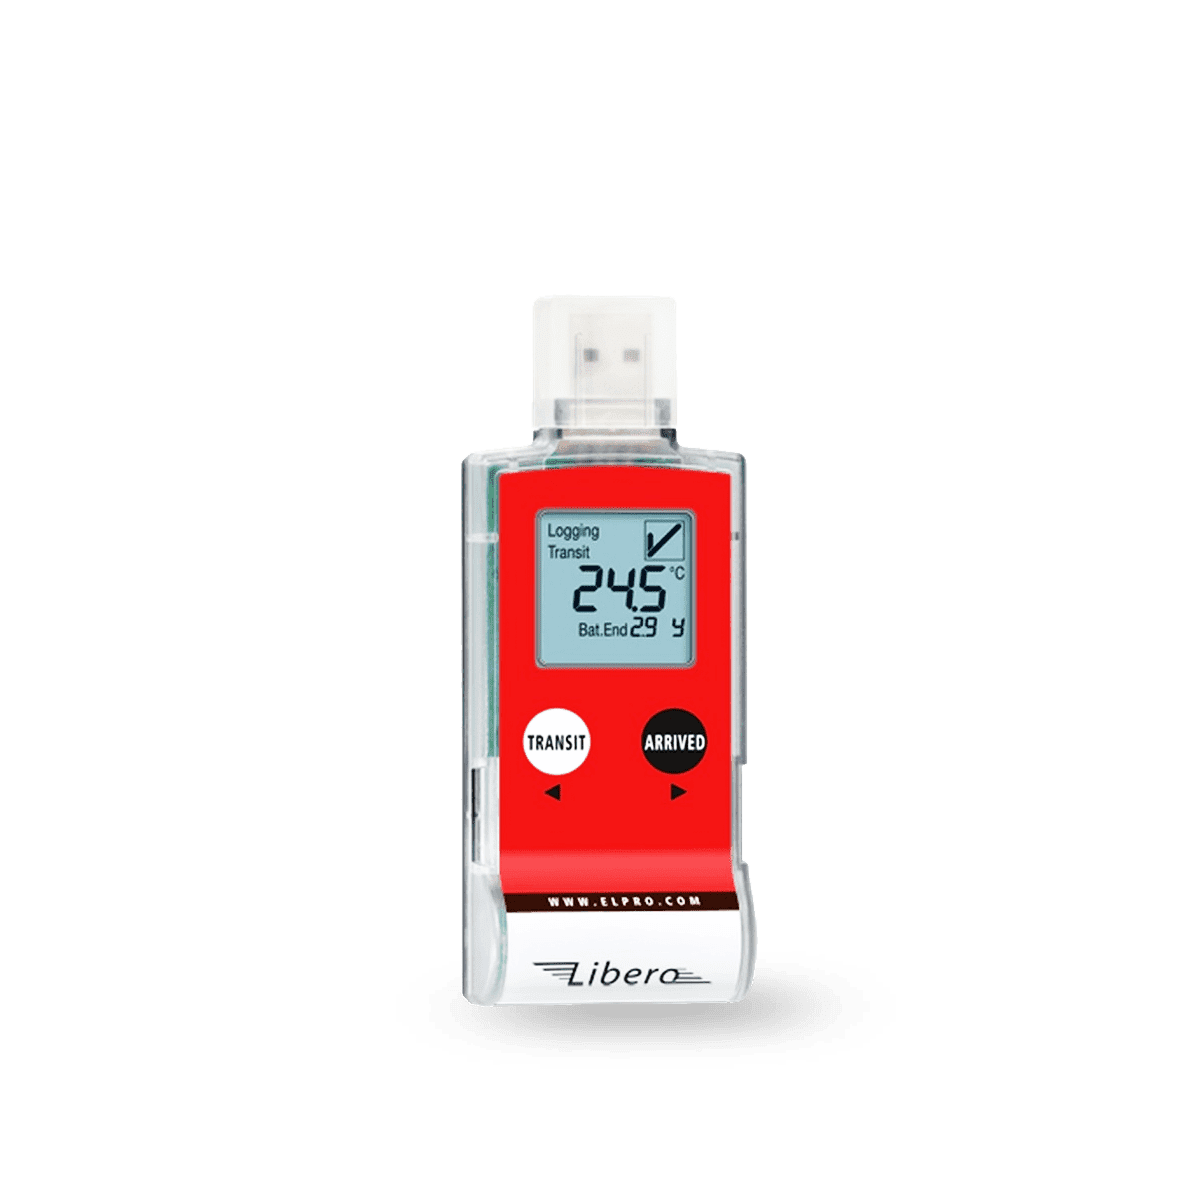 Logging
Transit
24.5 °C
Bat.End 2.9 y
TRANSIT
ARRIVED
WWW.ELPRO.COM
Libero